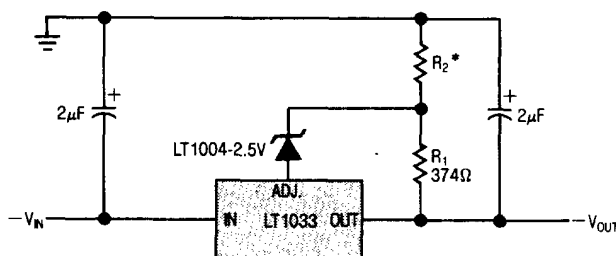 R₂*
2μF
2μF
LT1004-2.5V
R₁
374Ω
ADJ.
−V_IN
IN
LT1033
OUT
−V_OUT
+
+